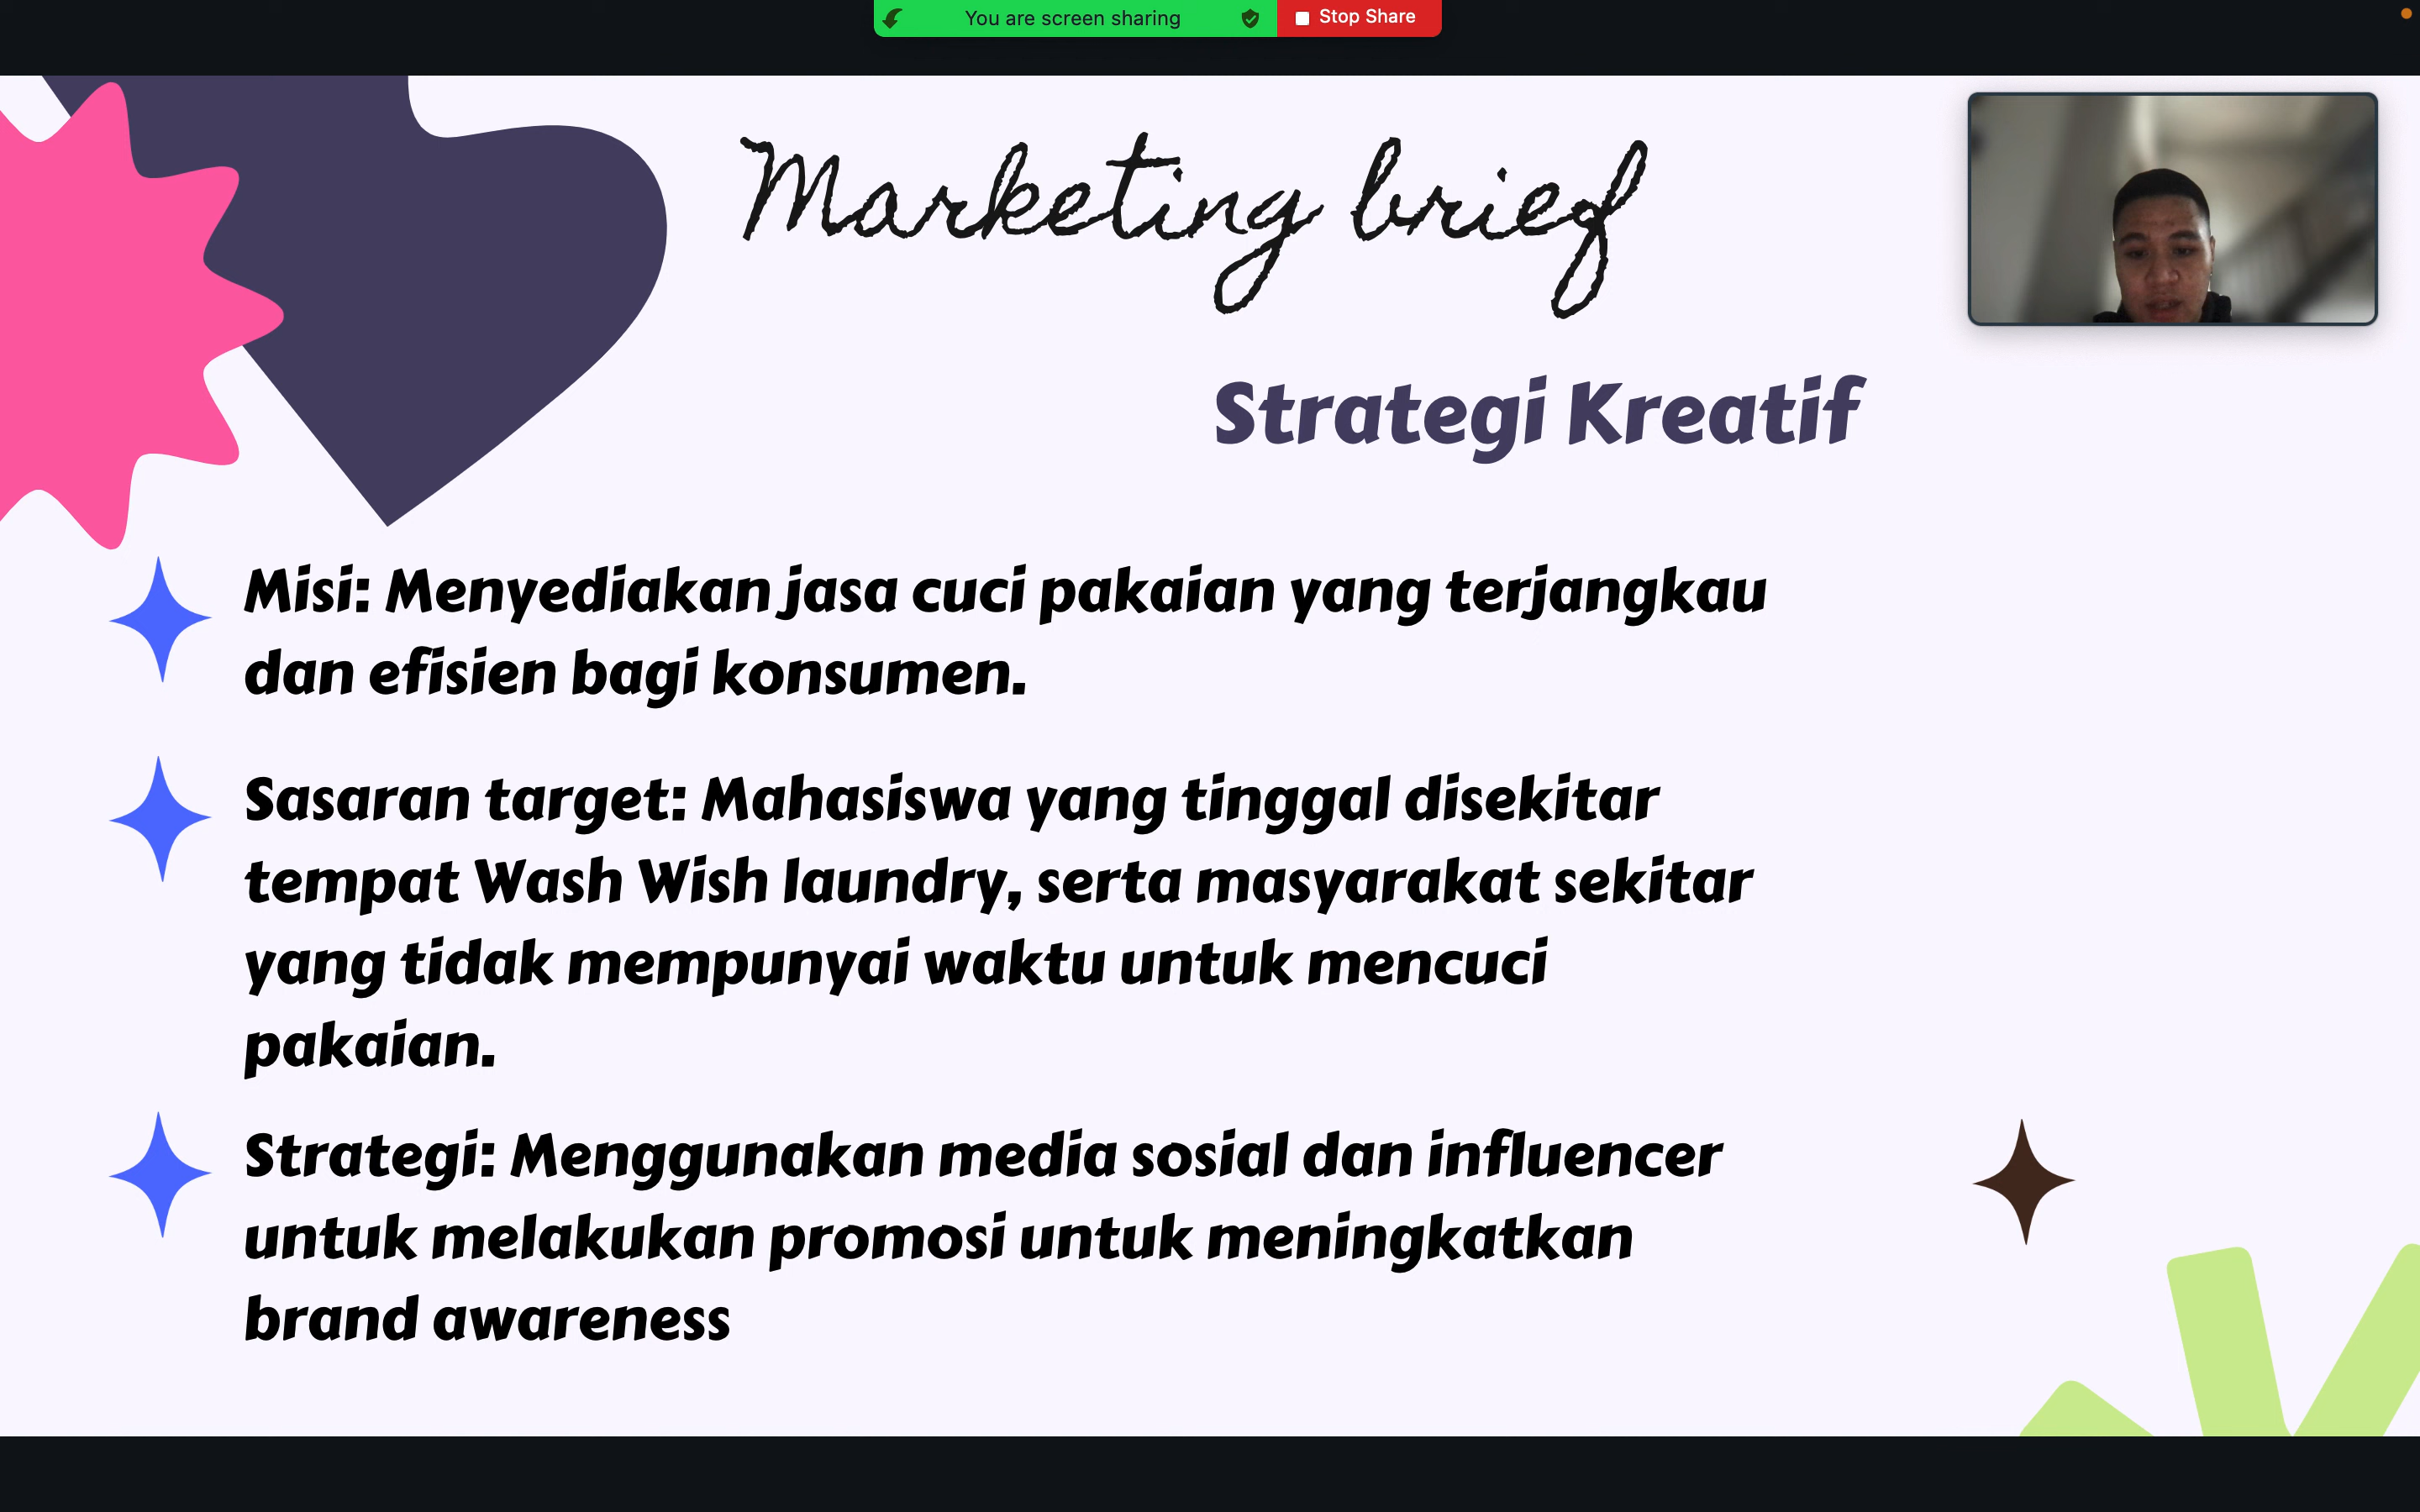 You are screen sharing
Stop Share
Marketing brief
Strategi Kreatif
Misi: Menyediakan jasa cuci pakaian yang terjangkau
dan efisien bagi konsumen.
Sasaran target: Mahasiswa yang tinggal disekitar
tempat Wash Wish laundry, serta masyarakat sekitar
yang tidak mempunyai waktu untuk mencuci
pakaian.
Strategi: Menggunakan media sosial dan influencer
untuk melakukan promosi untuk meningkatkan
brand awareness